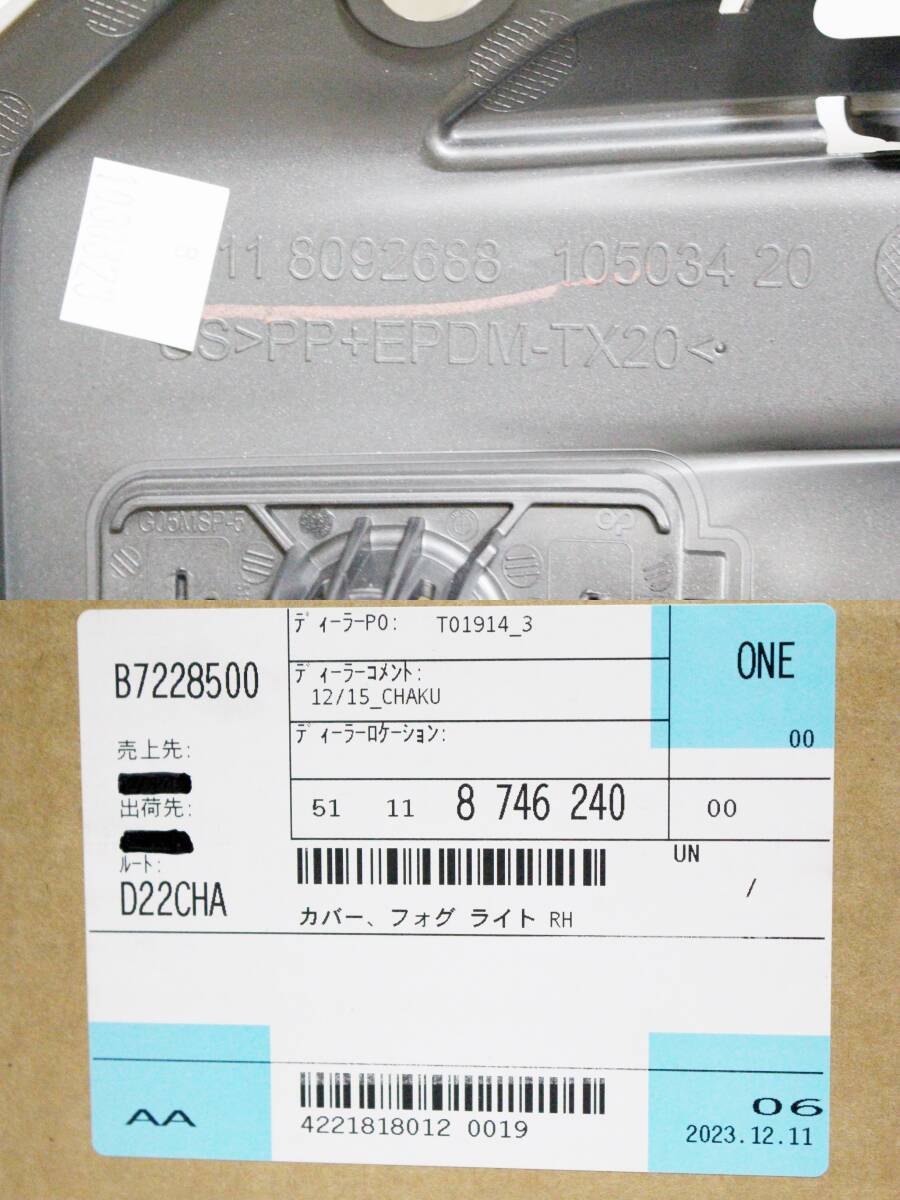 11 8092688 105034 20
>PP+EPDM-TX20<
GJ5MSP-5
ﾃﾞｨｰﾗｰPO: T01914_3
ONE
B7228500
ﾃﾞｨｰﾗｰｺﾒﾝﾄ:
12/15_CHAKU
00
売上先:
ﾃﾞｨｰﾗｰﾛｹｰｼｮﾝ:
出荷先:
51 11 8 746 240 00
ﾙｰﾄ:
UN
/
D22CHA
カバー、フォグ ライト RH
AA
4221818012 0019
06
2023.12.11